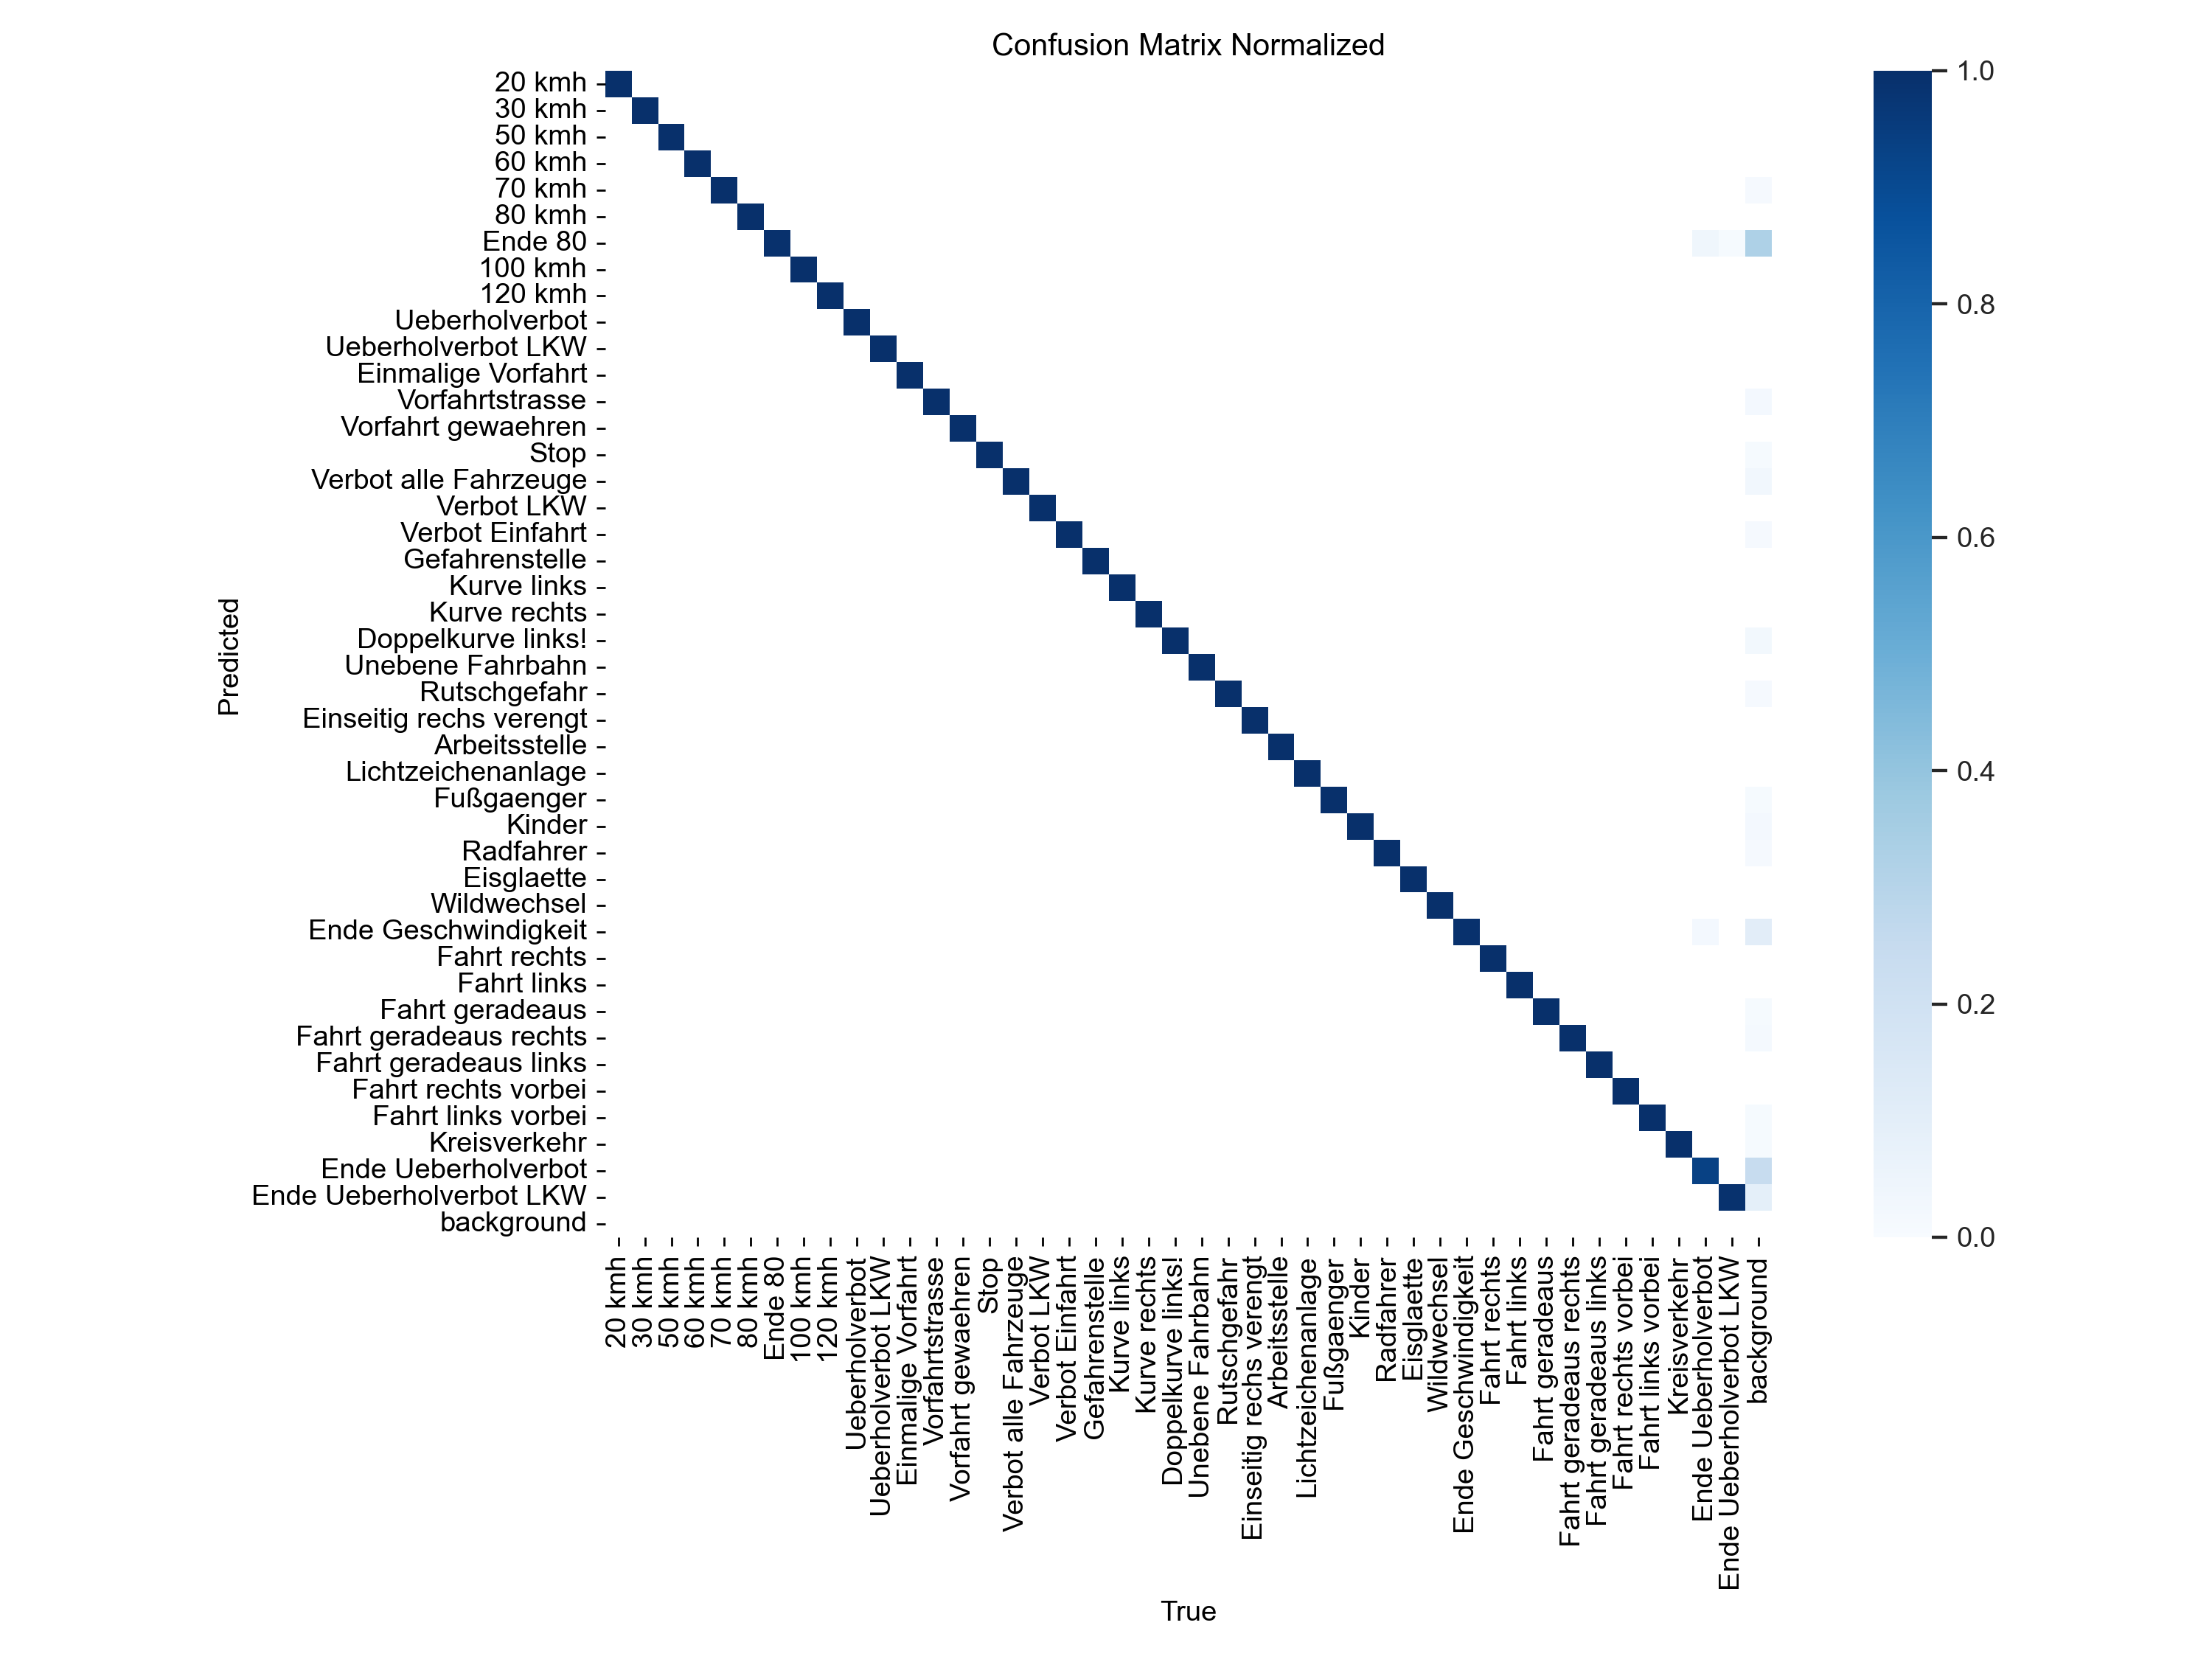 Confusion Matrix Normalized
20 kmh
30 kmh
50 kmh
60 kmh
70 kmh
80 kmh
Ende 80
100 kmh
120 kmh
Ueberholverbot
Ueberholverbot LKW
Einmalige Vorfahrt
Vorfahrtstrasse
Vorfahrt gewaehren
Stop
Verbot alle Fahrzeuge
Verbot LKW
Verbot Einfahrt
Gefahrenstelle
Kurve links
Kurve rechts
Doppelkurve links!
Unebene Fahrbahn
Rutschgefahr
Einseitig rechs verengt
Arbeitsstelle
Lichtzeichenanlage
Fußgaenger
Kinder
Radfahrer
Eisglaette
Wildwechsel
Ende Geschwindigkeit
Fahrt rechts
Fahrt links
Fahrt geradeaus
Fahrt geradeaus rechts
Fahrt geradeaus links
Fahrt rechts vorbei
Fahrt links vorbei
Kreisverkehr
Ende Ueberholverbot
Ende Ueberholverbot LKW
background
Predicted
20 kmh
30 kmh
50 kmh
60 kmh
70 kmh
80 kmh
Ende 80
100 kmh
120 kmh
Ueberholverbot
Ueberholverbot LKW
Einmalige Vorfahrt
Vorfahrtstrasse
Vorfahrt gewaehren
Stop
Verbot alle Fahrzeuge
Verbot LKW
Verbot Einfahrt
Gefahrenstelle
Kurve links
Kurve rechts
Doppelkurve links!
Unebene Fahrbahn
Rutschgefahr
Einseitig rechs verengt
Arbeitsstelle
Lichtzeichenanlage
Fußgaenger
Kinder
Radfahrer
Eisglaette
Wildwechsel
Ende Geschwindigkeit
Fahrt rechts
Fahrt links
Fahrt geradeaus
Fahrt geradeaus rechts
Fahrt geradeaus links
Fahrt rechts vorbei
Fahrt links vorbei
Kreisverkehr
Ende Ueberholverbot
Ende Ueberholverbot LKW
background
True
1.0
0.8
0.6
0.4
0.2
0.0